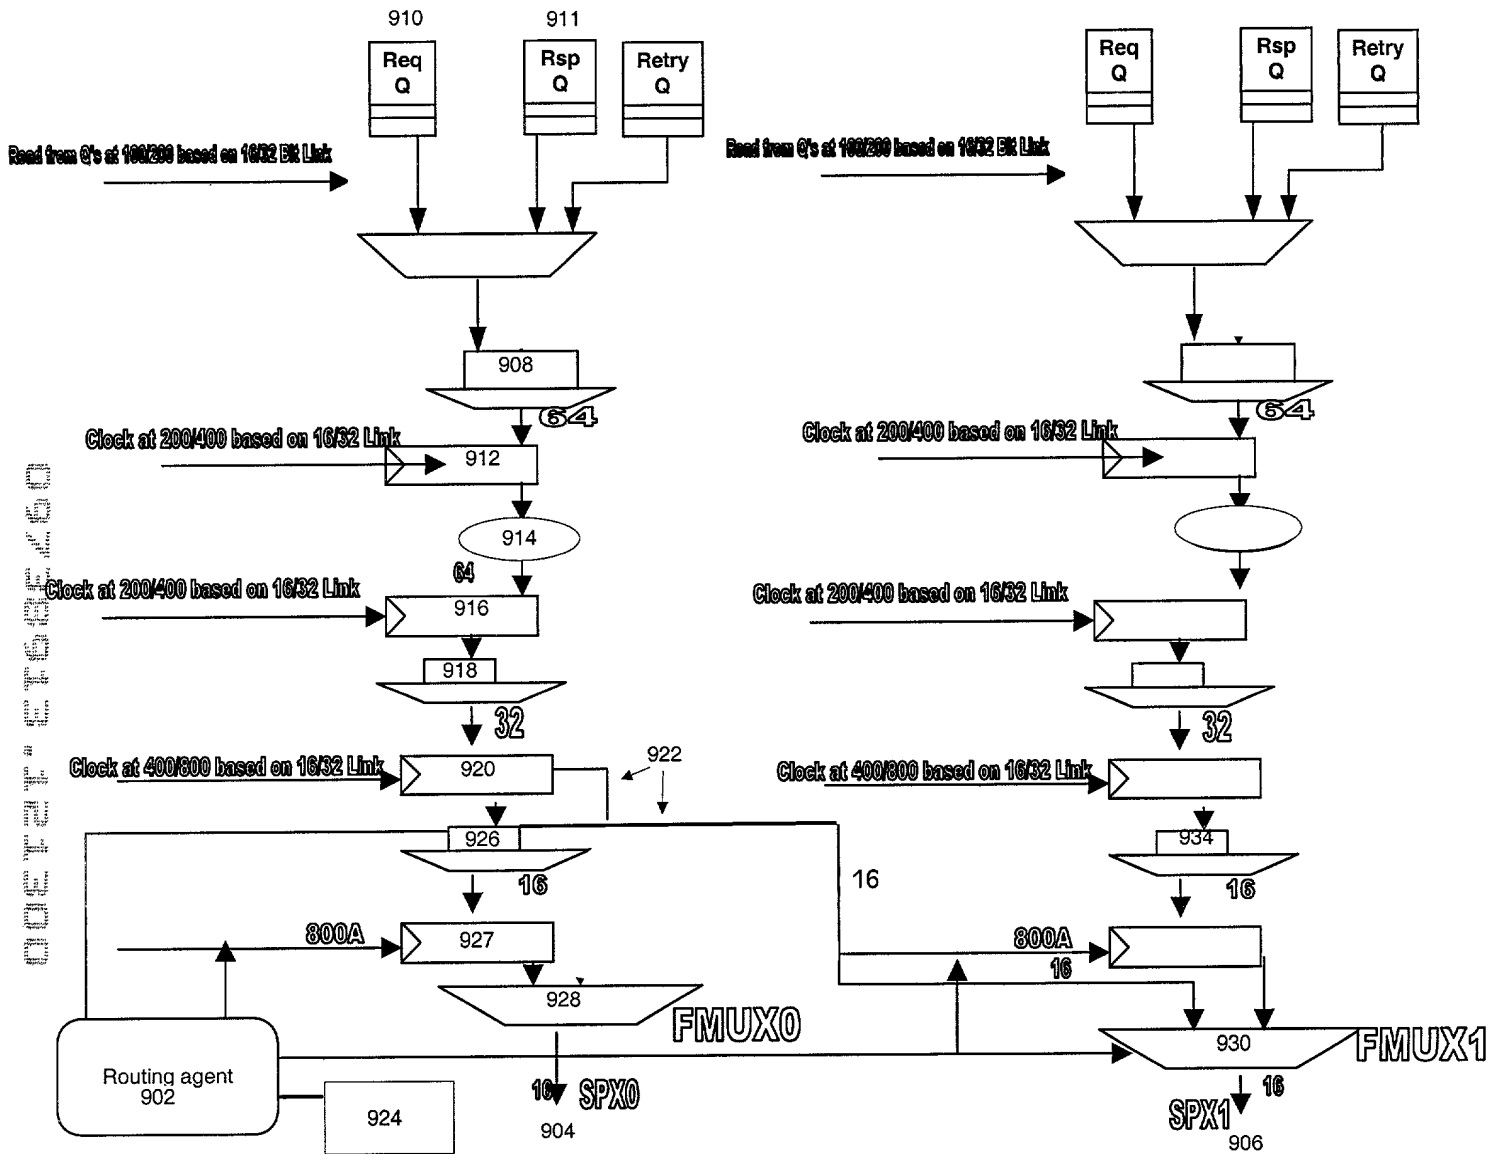 910
911
Req
Q
Rsp
Q
Retry
Q
Req
Q
Rsp
Q
Retry
Q
Read from Q's at 100/200 based on 16/32 Bit Link
Read from Q's at 100/200 based on 16/32 Bit Link
908
64
64
Clock at 200/400 based on 16/32 Link
Clock at 200/400 based on 16/32 Link
912
914
64
Clock at 200/400 based on 16/32 Link
Clock at 200/400 based on 16/32 Link
916
918
32
32
Clock at 400/800 based on 16/32 Link
920
922
Clock at 400/800 based on 16/32 Link
926
934
16
16
16
800A
927
800A
16
928
FMUX0
930
FMUX1
Routing agent
902
924
16
SPX0
904
16
SPX1
906